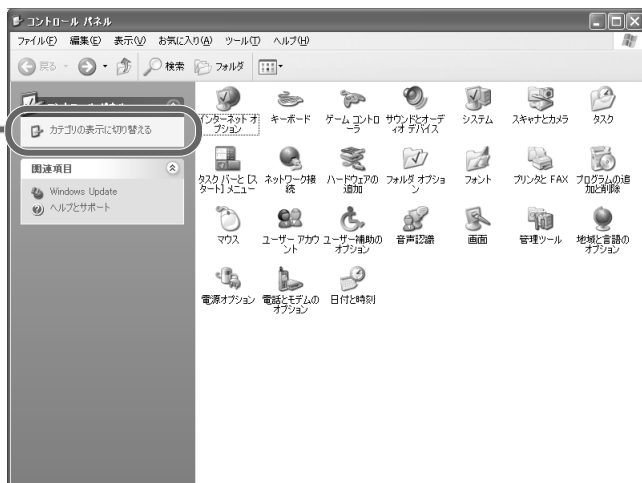 コントロール パネル
ファイル(F) 編集(E) 表示(V) お気に入り(A) ツール(T) ヘルプ(H)
戻る 検索 フォルダ
コントロール パネル
カテゴリの表示に切り替える
関連項目
Windows Update
ヘルプとサポート
インターネット オプション
キーボード
ゲーム コントローラ
サウンドとオーディオ デバイス
システム
スキャナとカメラ
タスク
タスク バーと [スタート] メニュー
ネットワーク接続
ハードウェアの追加
フォルダ オプション
フォント
プリンタと FAX
プログラムの追加と削除
マウス
ユーザー アカウント
ユーザー補助のオプション
音声認識
画面
管理ツール
地域と言語のオプション
電源オプション
電話とモデムのオプション
日付と時刻